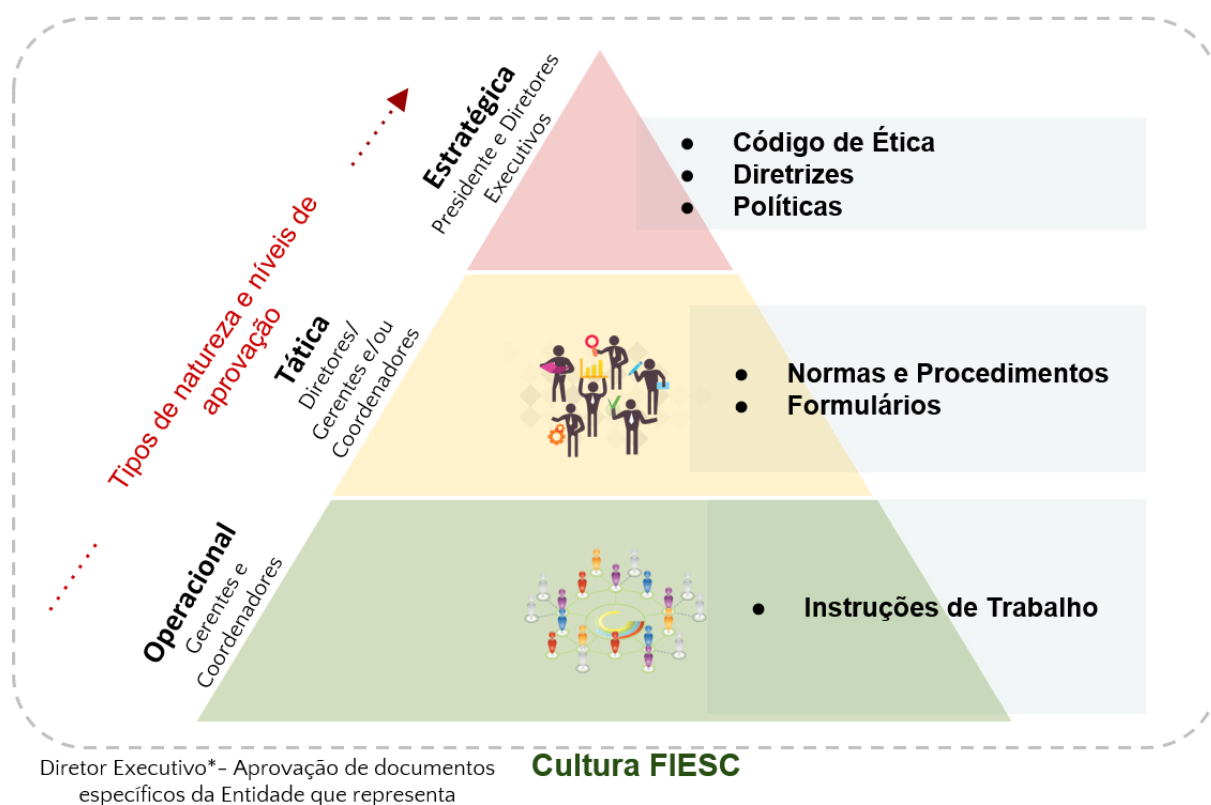 Tipos de natureza e níveis de
aprovação
Estratégica
Presidente e Diretores
Executivos
● Código de Ética
● Diretrizes
● Políticas
Tática
Diretores/
Gerentes e/ou
Coordenadores
● Normas e Procedimentos
● Formulários
Operacional
Gerentes e
Coordenadores
● Instruções de Trabalho
Diretor Executivo*- Aprovação de documentos
específicos da Entidade que representa
Cultura FIESC